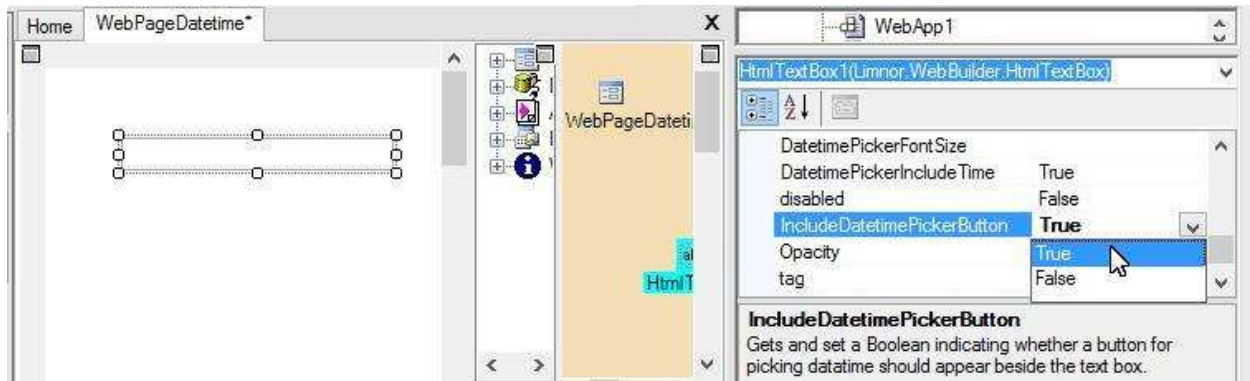 Home
WebPageDatetime*
X
WebPageDateti
HtmlT
WebApp1
HtmlTextBox1(Limnor.WebBuilder.HtmlTextBox)
DatetimePickerFontSize
DatetimePickerIncludeTime True
disabled False
IncludeDatetimePickerButton True
Opacity True
tag False
IncludeDatetimePickerButton
Gets and set a Boolean indicating whether a button for
picking datatime should appear beside the text box.